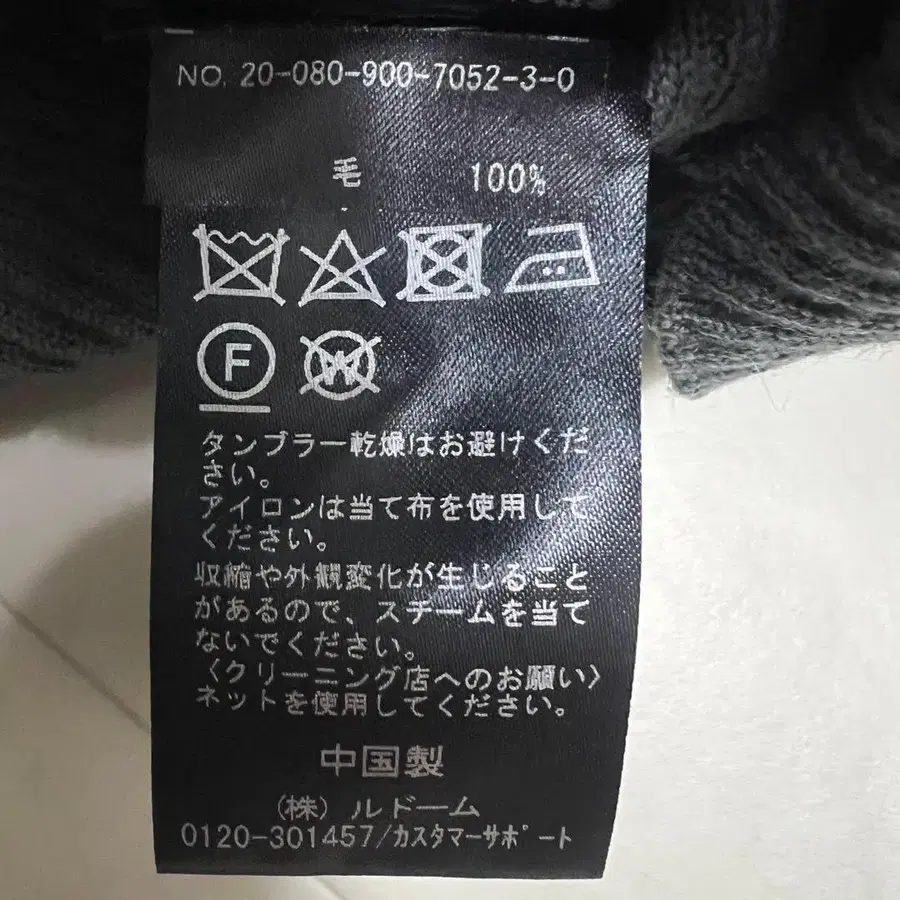 NO. 20-080-900-7052-3-0
毛 100%
F
W
タンブラー乾燥はお避けくだ
さい。
アイロンは当て布を使用して
ください。
収縮や外観変化が生じること
があるので、スチームを当て
ないでください。
〈クリーニング店へのお願い〉
ネットを使用してください。
中国製
(株) ルドーム
0120-301457/カスタマーサポート